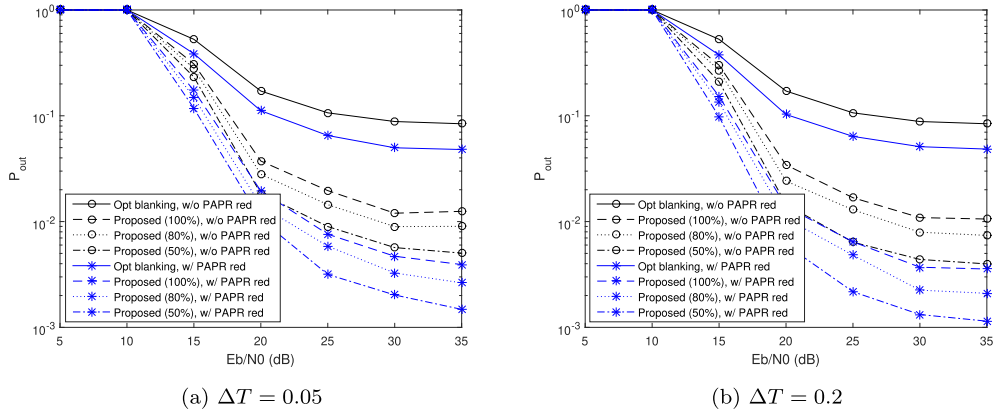 10^0
10^-1
10^-2
10^-3
P_out
Opt blanking, w/o PAPR red
Proposed (100%), w/o PAPR red
Proposed (80%), w/o PAPR red
Proposed (50%), w/o PAPR red
Opt blanking, w/ PAPR red
Proposed (100%), w/ PAPR red
Proposed (80%), w/ PAPR red
Proposed (50%), w/ PAPR red
5 10 15 20 25 30 35
Eb/N0 (dB)
(a) ΔT = 0.05
10^0
10^-1
10^-2
10^-3
P_out
Opt blanking, w/o PAPR red
Proposed (100%), w/o PAPR red
Proposed (80%), w/o PAPR red
Proposed (50%), w/o PAPR red
Opt blanking, w/ PAPR red
Proposed (100%), w/ PAPR red
Proposed (80%), w/ PAPR red
Proposed (50%), w/ PAPR red
5 10 15 20 25 30 35
Eb/N0 (dB)
(b) ΔT = 0.2